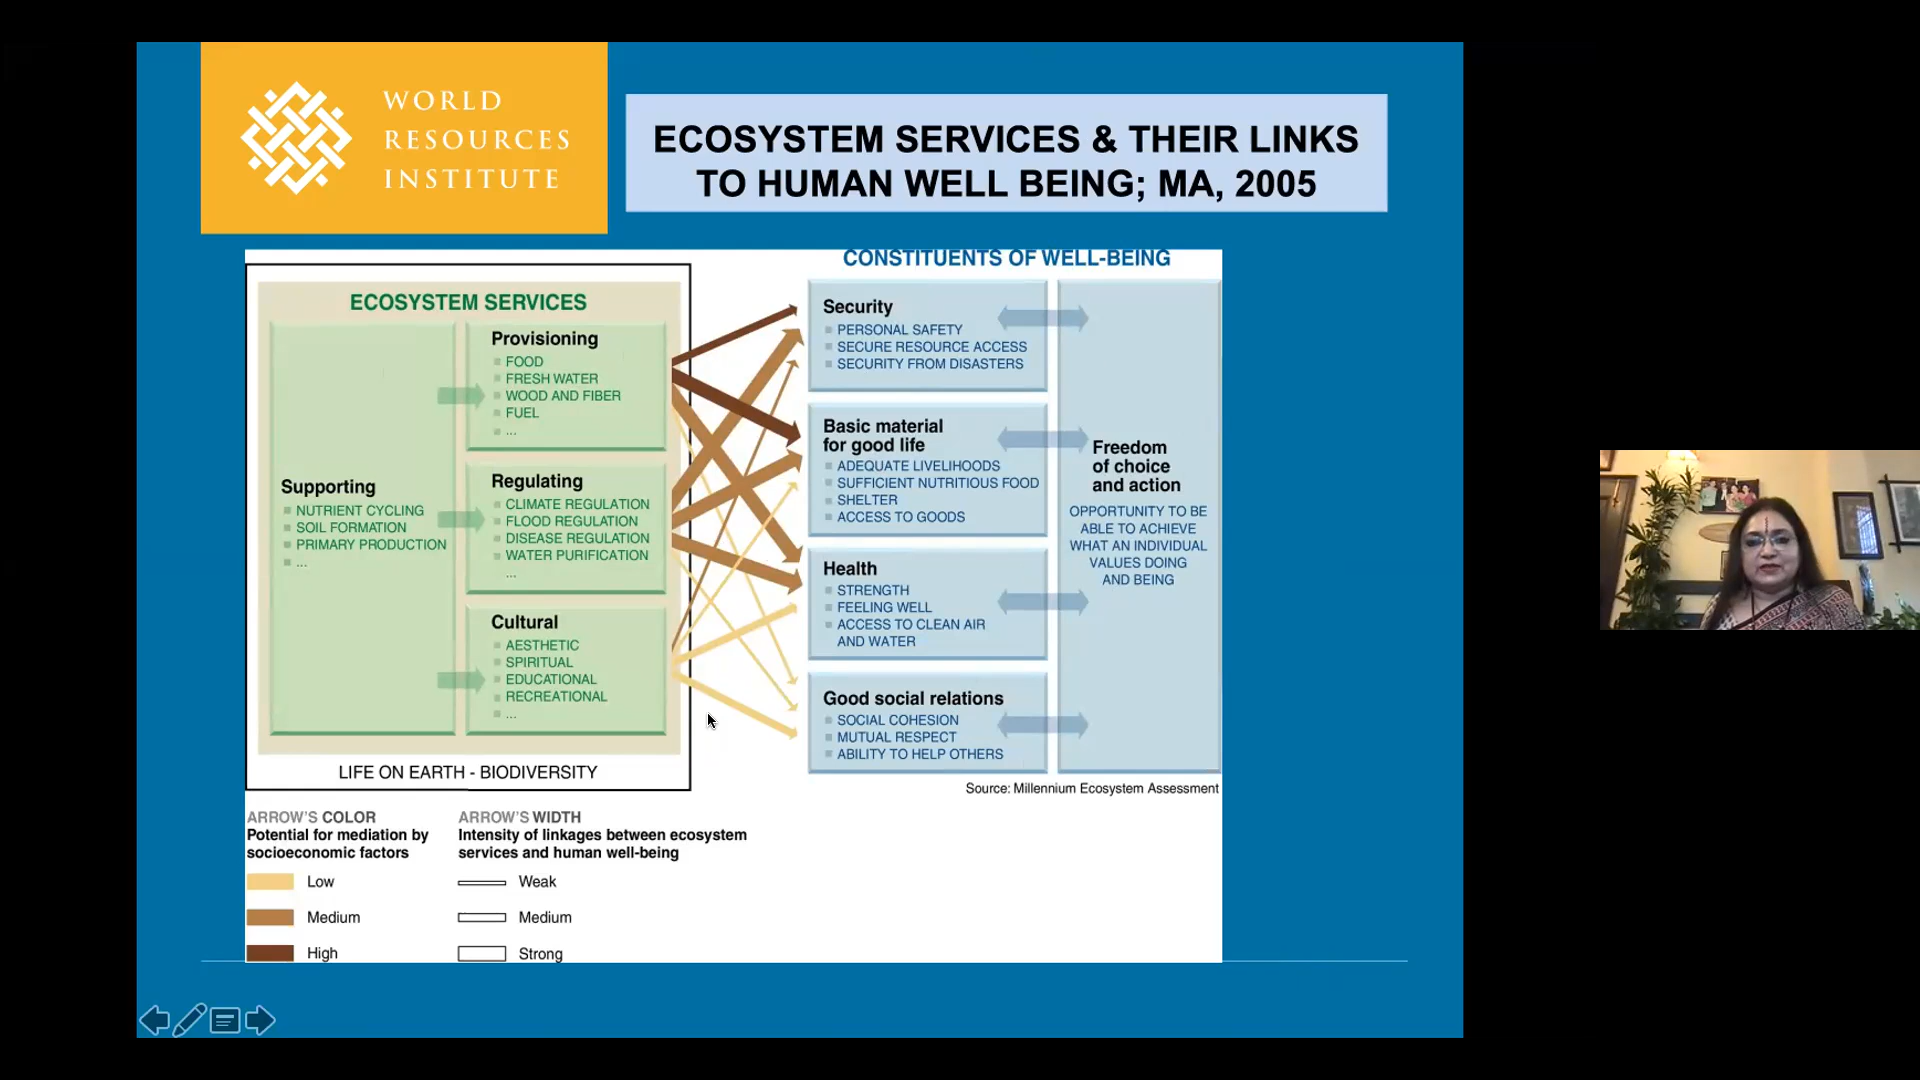 WORLD
RESOURCES
INSTITUTE
ECOSYSTEM SERVICES & THEIR LINKS
TO HUMAN WELL BEING; MA, 2005
ECOSYSTEM SERVICES
Supporting
NUTRIENT CYCLING
SOIL FORMATION
PRIMARY PRODUCTION
...
Provisioning
FOOD
FRESH WATER
WOOD AND FIBER
FUEL
...
Regulating
CLIMATE REGULATION
FLOOD REGULATION
DISEASE REGULATION
WATER PURIFICATION
...
Cultural
AESTHETIC
SPIRITUAL
EDUCATIONAL
RECREATIONAL
...
LIFE ON EARTH - BIODIVERSITY
CONSTITUENTS OF WELL-BEING
Security
PERSONAL SAFETY
SECURE RESOURCE ACCESS
SECURITY FROM DISASTERS
Basic material
for good life
ADEQUATE LIVELIHOODS
SUFFICIENT NUTRITIOUS FOOD
SHELTER
ACCESS TO GOODS
Health
STRENGTH
FEELING WELL
ACCESS TO CLEAN AIR
AND WATER
Good social relations
SOCIAL COHESION
MUTUAL RESPECT
ABILITY TO HELP OTHERS
Freedom
of choice
and action
OPPORTUNITY TO BE
ABLE TO ACHIEVE
WHAT AN INDIVIDUAL
VALUES DOING
AND BEING
Source: Millennium Ecosystem Assessment
ARROW'S COLOR
Potential for mediation by
socioeconomic factors
Low
Medium
High
ARROW'S WIDTH
Intensity of linkages between ecosystem
services and human well-being
Weak
Medium
Strong